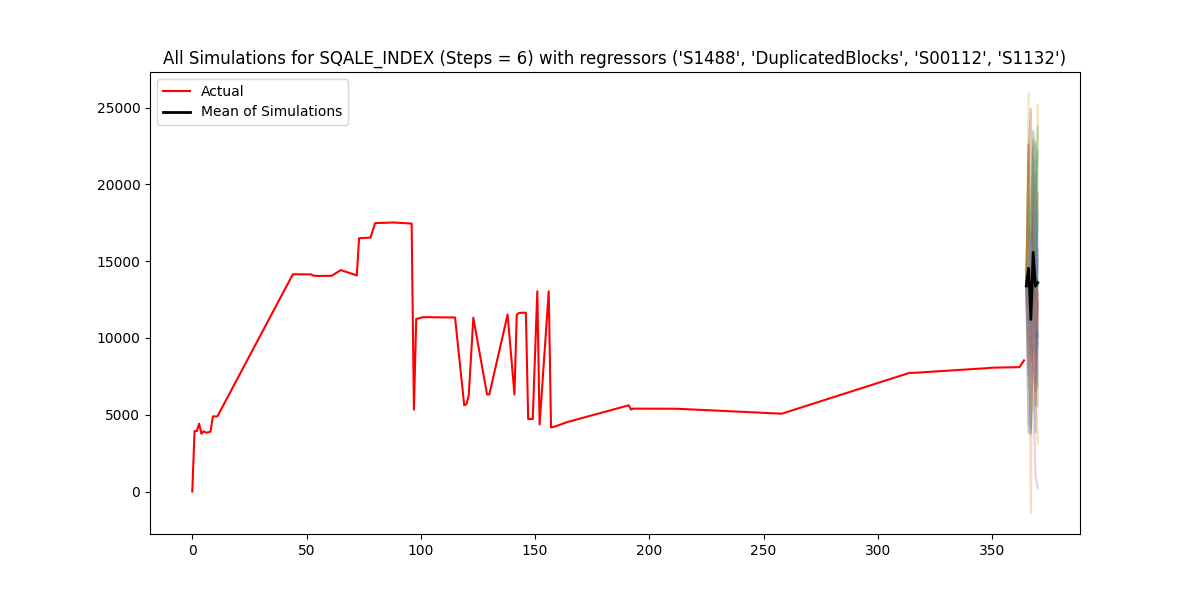 All Simulations for SQALE_INDEX (Steps = 6) with regressors ('S1488', 'DuplicatedBlocks', 'S00112', 'S1132')
Actual
Mean of Simulations
25000
20000
15000
10000
5000
0
0 50 100 150 200 250 300 350